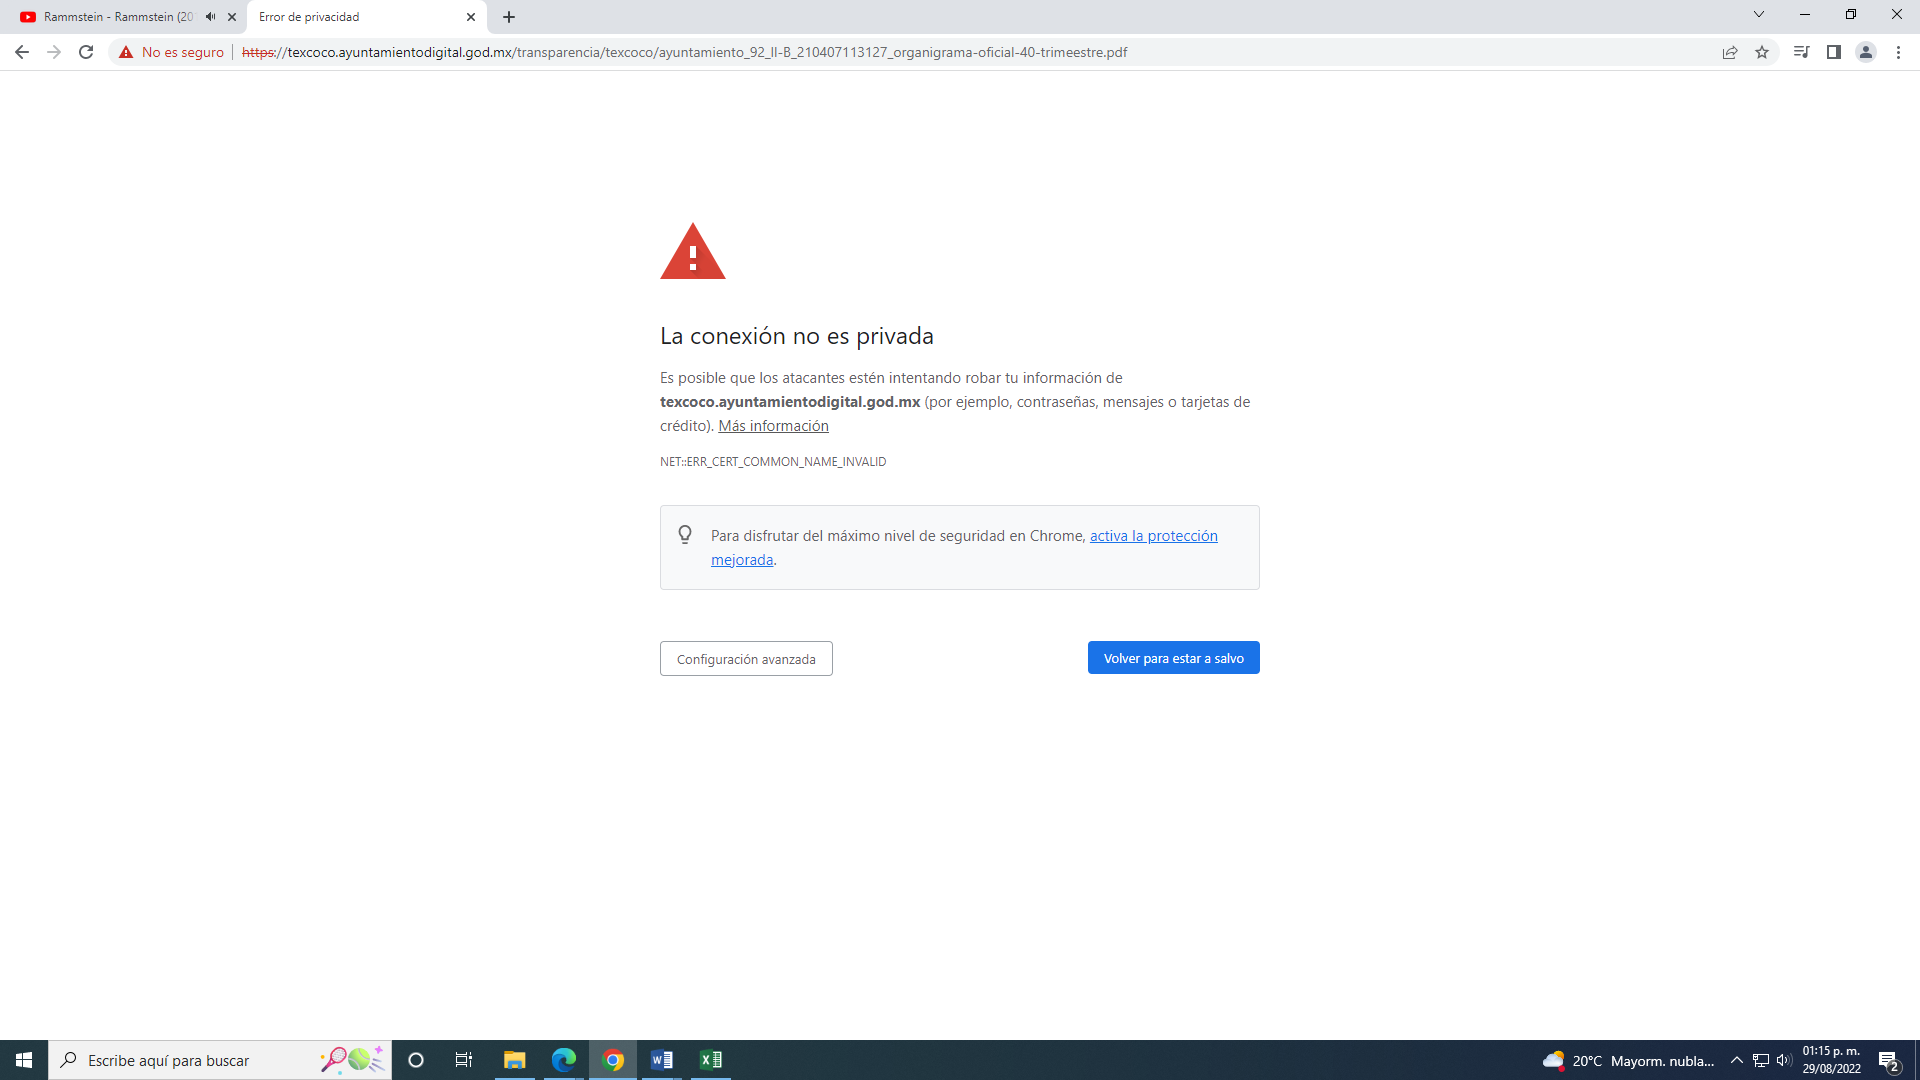 Rammstein - Rammstein (20
Error de privacidad
No es seguro
https://texcoco.ayuntamientodigital.god.mx/transparencia/texcoco/ayuntamiento_92_II-B_210407113127_organigrama-oficial-40-trimeestre.pdf
La conexión no es privada
Es posible que los atacantes estén intentando robar tu información de
texcoco.ayuntamientodigital.god.mx (por ejemplo, contraseñas, mensajes o tarjetas de
crédito). Más información
NET::ERR_CERT_COMMON_NAME_INVALID
Para disfrutar del máximo nivel de seguridad en Chrome, activa la protección
mejorada.
Configuración avanzada
Volver para estar a salvo
Escribe aquí para buscar
20°C Mayorm. nubla...
01:15 p. m.
29/08/2022
2